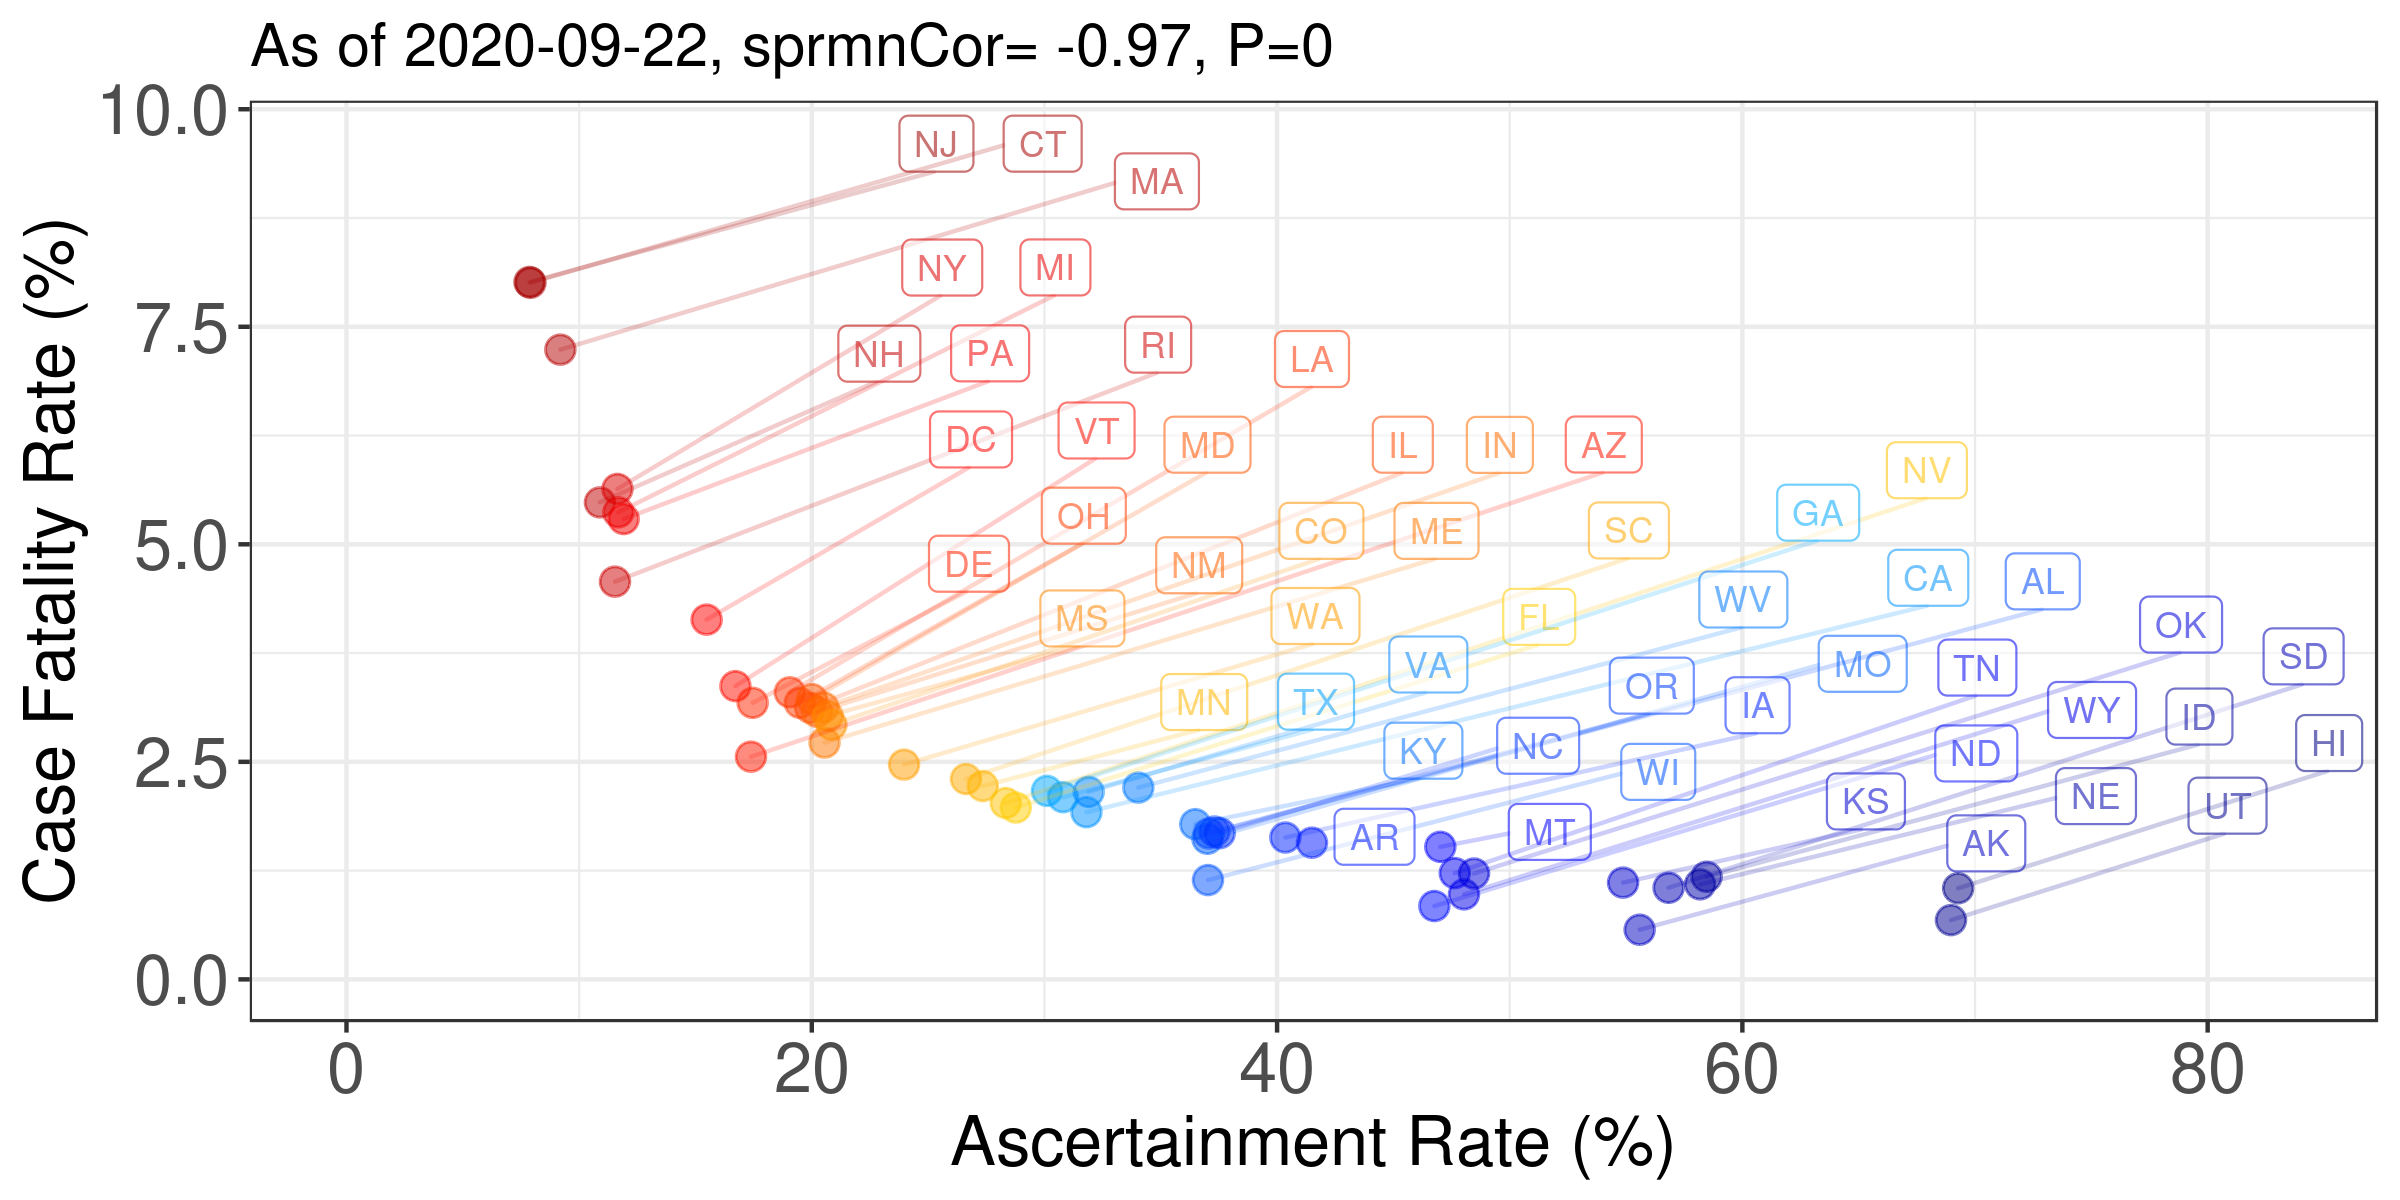 As of 2020-09-22, sprmnCor= -0.97, P=0
10.0
7.5
5.0
2.5
0.0
Case Fatality Rate (%)
NJ CT
MA
NY MI
NH PA RI LA
DC VT MD IL IN AZ
NV
OH CO ME SC GA
DE NM CA AL
MS WA FL WV OK
VA MO TN SD
MN TX OR IA WY ID
KY NC WI ND HI
KS NE UT
AR MT AK
0 20 40 60 80
Ascertainment Rate (%)